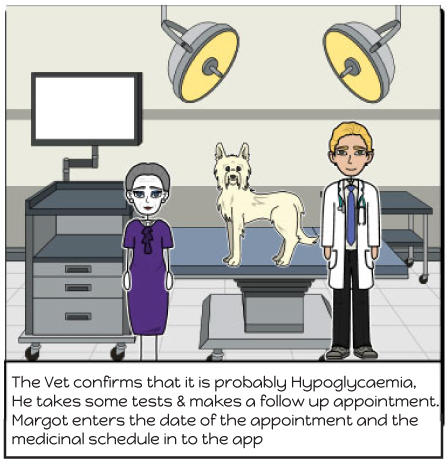 The Vet confirms that it is probably Hypoglycaemia,
He takes some tests & makes a follow up appointment.
Margot enters the date of the appointment and the
medicinal schedule in to the app